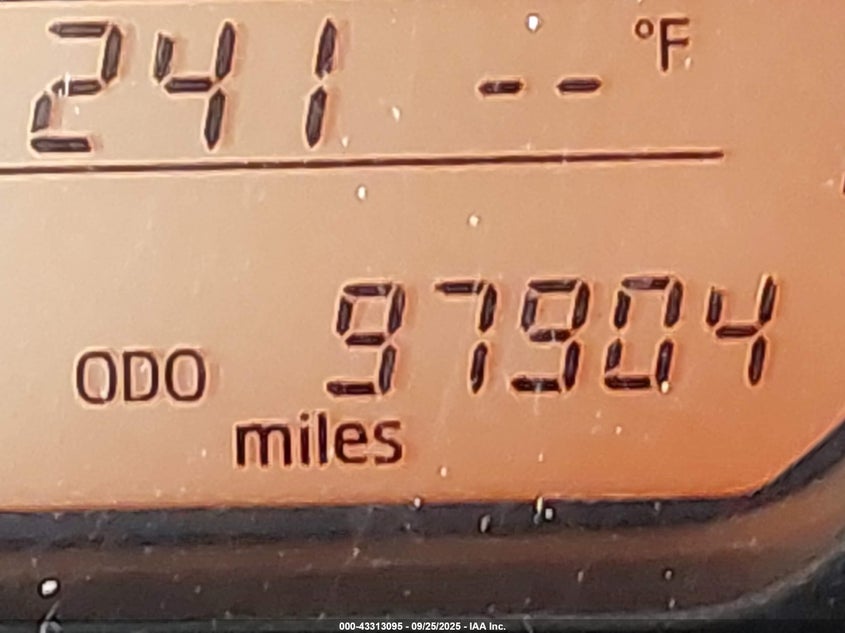 241 -- °F
97904
ODO
miles
000-43313095 - 09/25/2025 - IAA Inc.